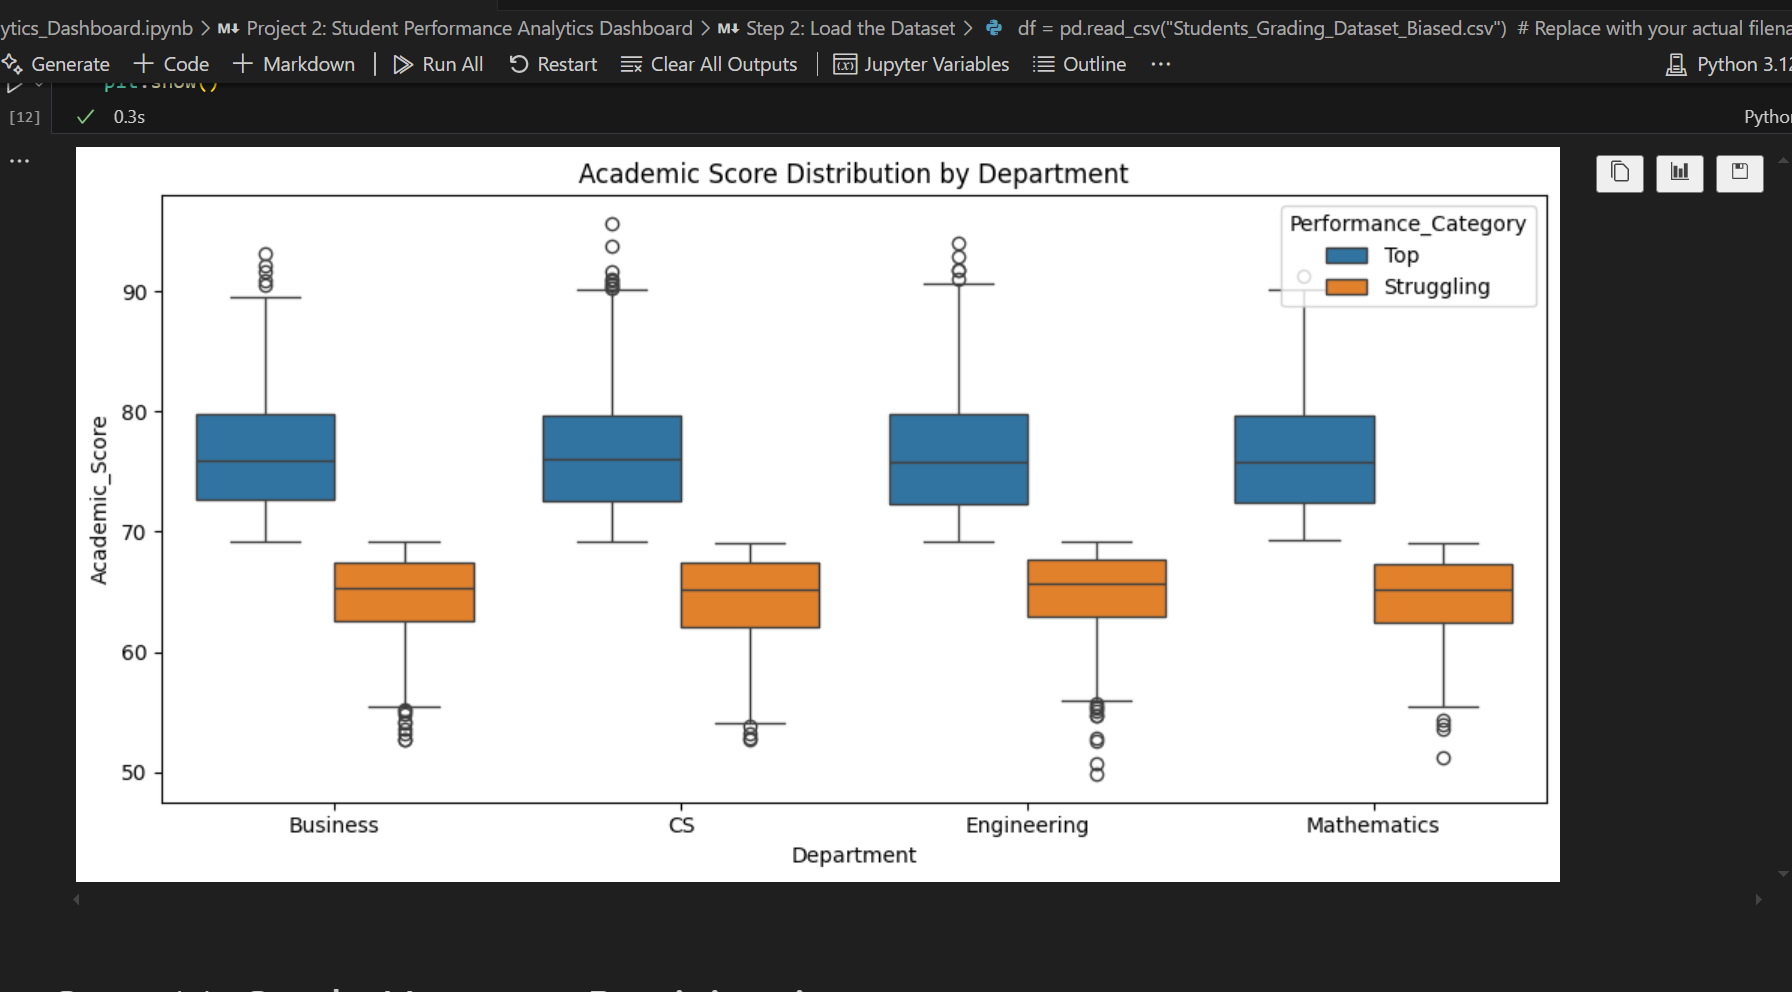 ytics_Dashboard.ipynb > M↓ Project 2: Student Performance Analytics Dashboard > M↓ Step 2: Load the Dataset > df = pd.read_csv("Students_Grading_Dataset_Biased.csv") # Replace with your actual filena
Generate + Code + Markdown | Run All Restart Clear All Outputs | Jupyter Variables Outline ... Python 3.12
plt.show()
[12] ✓ 0.3s Pytho
...
Academic Score Distribution by Department
Performance_Category
Top
Struggling
90
80
70
60
50
Academic_Score
Business CS Engineering Mathematics
Department